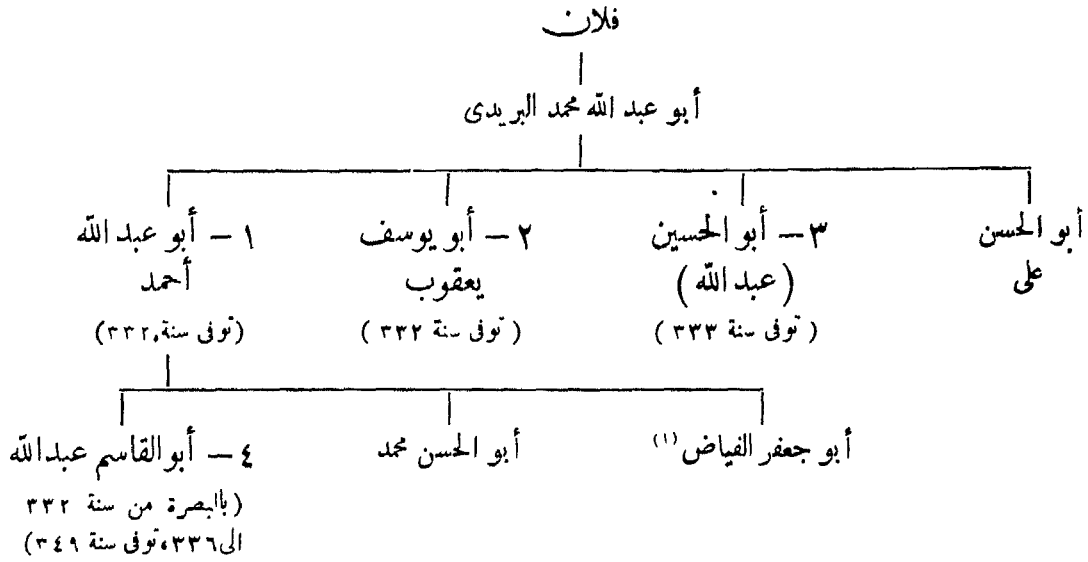 فلان
أبو عبد الله محمد البريدى
أبو الحسن ٣ – أبو الحسين ٢ – أبو يوسف ١ – أبو عبد الله
على (عبد الله) يعقوب أحمد
(توفى سنة ٣٣٣) (توفى سنة ٣٣٢) (توفى سنة ٣٣٢)
أبو جعفر الفياض (١) أبو الحسن محمد ٤ – أبو القاسم عبد الله
(بالبصرة من سنة ٣٣٢
الى ٣٣٦، توفى سنة ٣٤٩)